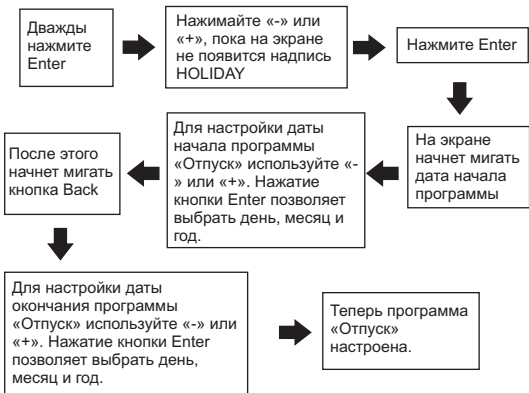 Дважды
нажмите
Enter
Нажимайте «-» или
«+», пока на экране
не появится надпись
HOLIDAY
Нажмите Enter
На экране
начнет мигать
дата начала
программы
Для настройки даты
начала программы
«Отпуск» используйте «-
» или «+». Нажатие
кнопки Enter позволяет
выбрать день, месяц и
год.
После этого
начнет мигать
кнопка Back
Для настройки даты
окончания программы
«Отпуск» используйте «-» или
«+». Нажатие кнопки Enter
позволяет выбрать день,
месяц и год.
Теперь программа
«Отпуск»
настроена.